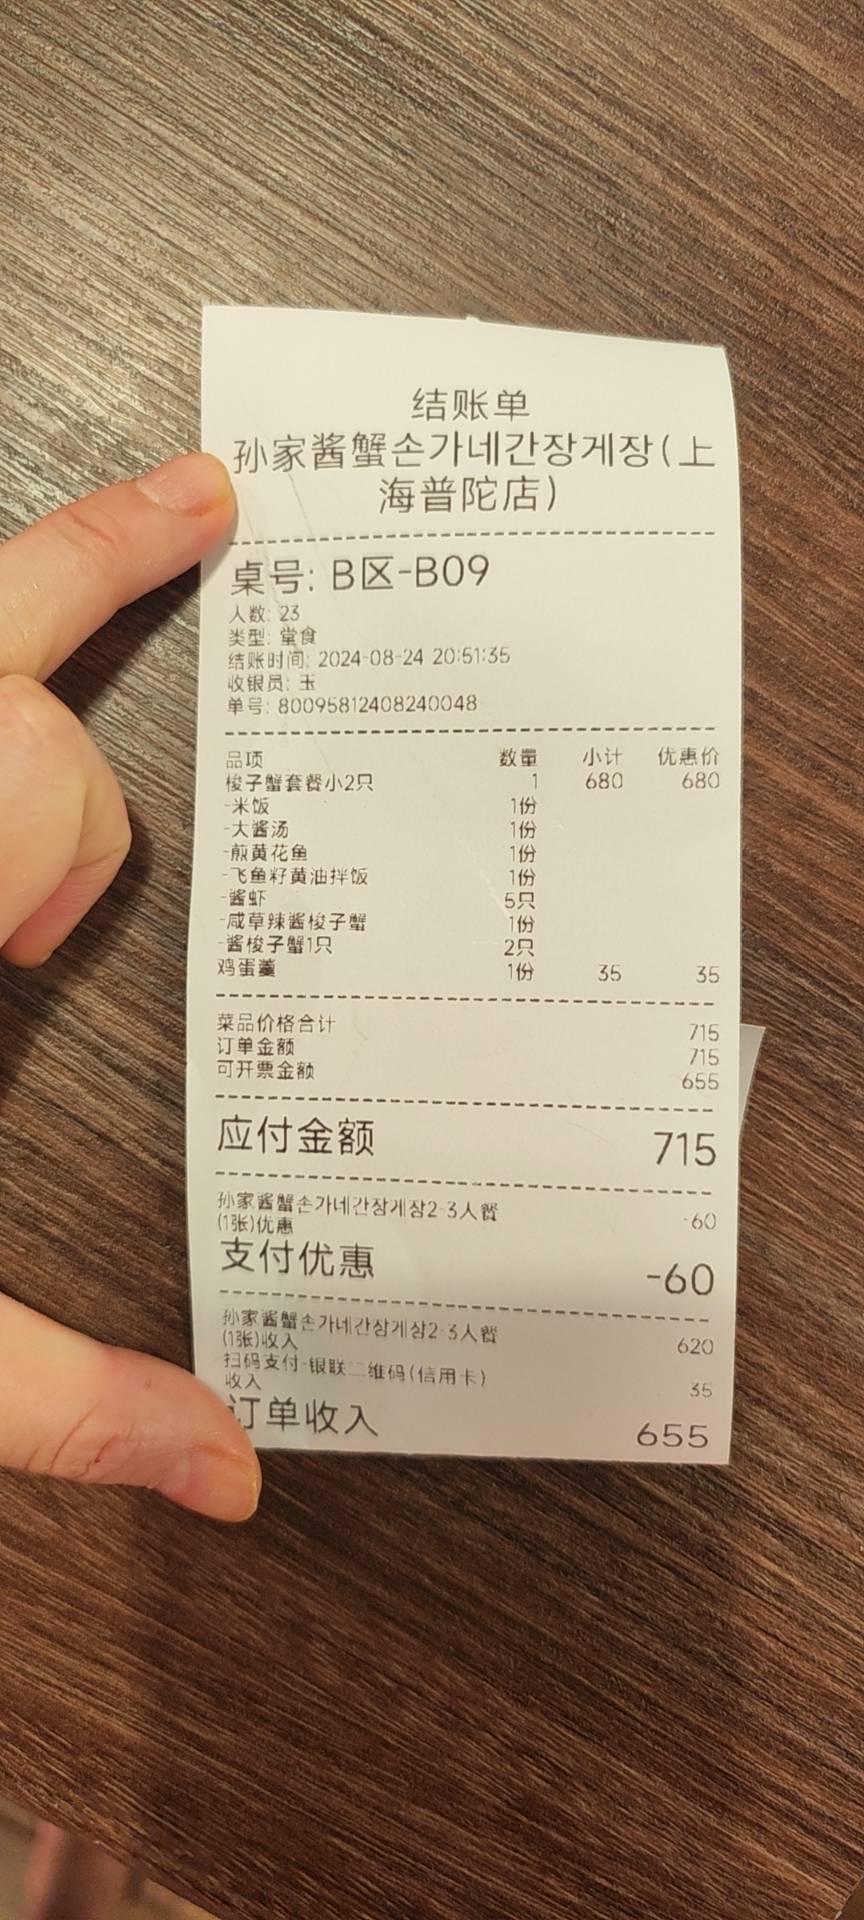 结账单
孙家酱蟹손가네간장게장(上
海普陀店)
桌号: B区-B09
人数: 23
类型: 堂食
结账时间: 2024-08-24 20:51:35
收银员: 玉
单号: 80095812408240048
品项 数量 小计 优惠价
梭子蟹套餐小2只 1 680 680
-米饭 1份
-大酱汤 1份
-煎黄花鱼 1份
-飞鱼籽黄油拌饭 1份
-酱虾 5只
-咸草辣酱梭子蟹 1份
-酱梭子蟹1只 2只
鸡蛋羹 1份 35 35
菜品价格合计 715
订单金额 715
可开票金额 655
应付金额 715
孙家酱蟹손가네간장게장2-3人餐 -60
(1张)优惠
支付优惠 -60
孙家酱蟹손가네간장게장2-3人餐 620
(1张)收入
扫码支付-银联二维码(信用卡) 35
收入
订单收入 655